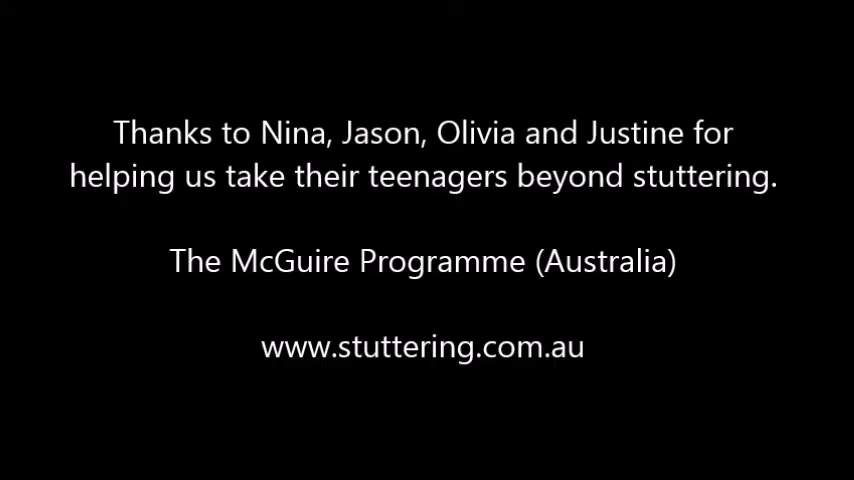 Thanks to Nina, Jason, Olivia and Justine for
helping us take their teenagers beyond stuttering.
The McGuire Programme (Australia)
www.stuttering.com.au